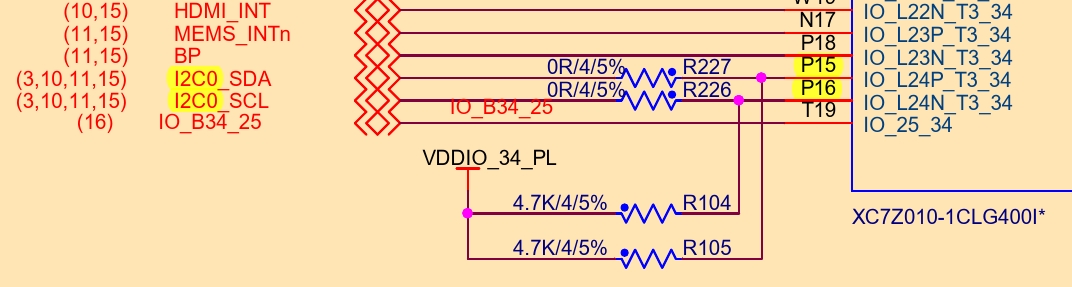 (10,15) HDMI_INT IO_L22N_T3_34
(11,15) MEMS_INTn N17 IO_L23P_T3_34
(11,15) BP P18 IO_L23N_T3_34
(3,10,11,15) I2C0_SDA 0R/4/5% R227 P15 IO_L24P_T3_34
(3,10,11,15) I2C0_SCL 0R/4/5% R226 P16 IO_L24N_T3_34
(16) IO_B34_25 IO_B34_25 T19 IO_25_34
VDDIO_34_PL
4.7K/4/5% R104
XC7Z010-1CLG400I*
4.7K/4/5% R105